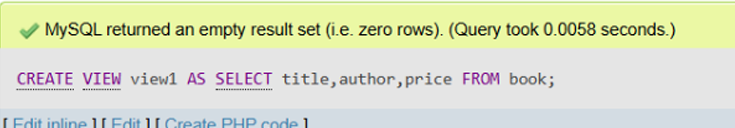 MySQL returned an empty result set (i.e. zero rows). (Query took 0.0058 seconds.)
CREATE VIEW view1 AS SELECT title,author,price FROM book;
[ Edit inline ] [ Edit ] [ Create PHP code ]